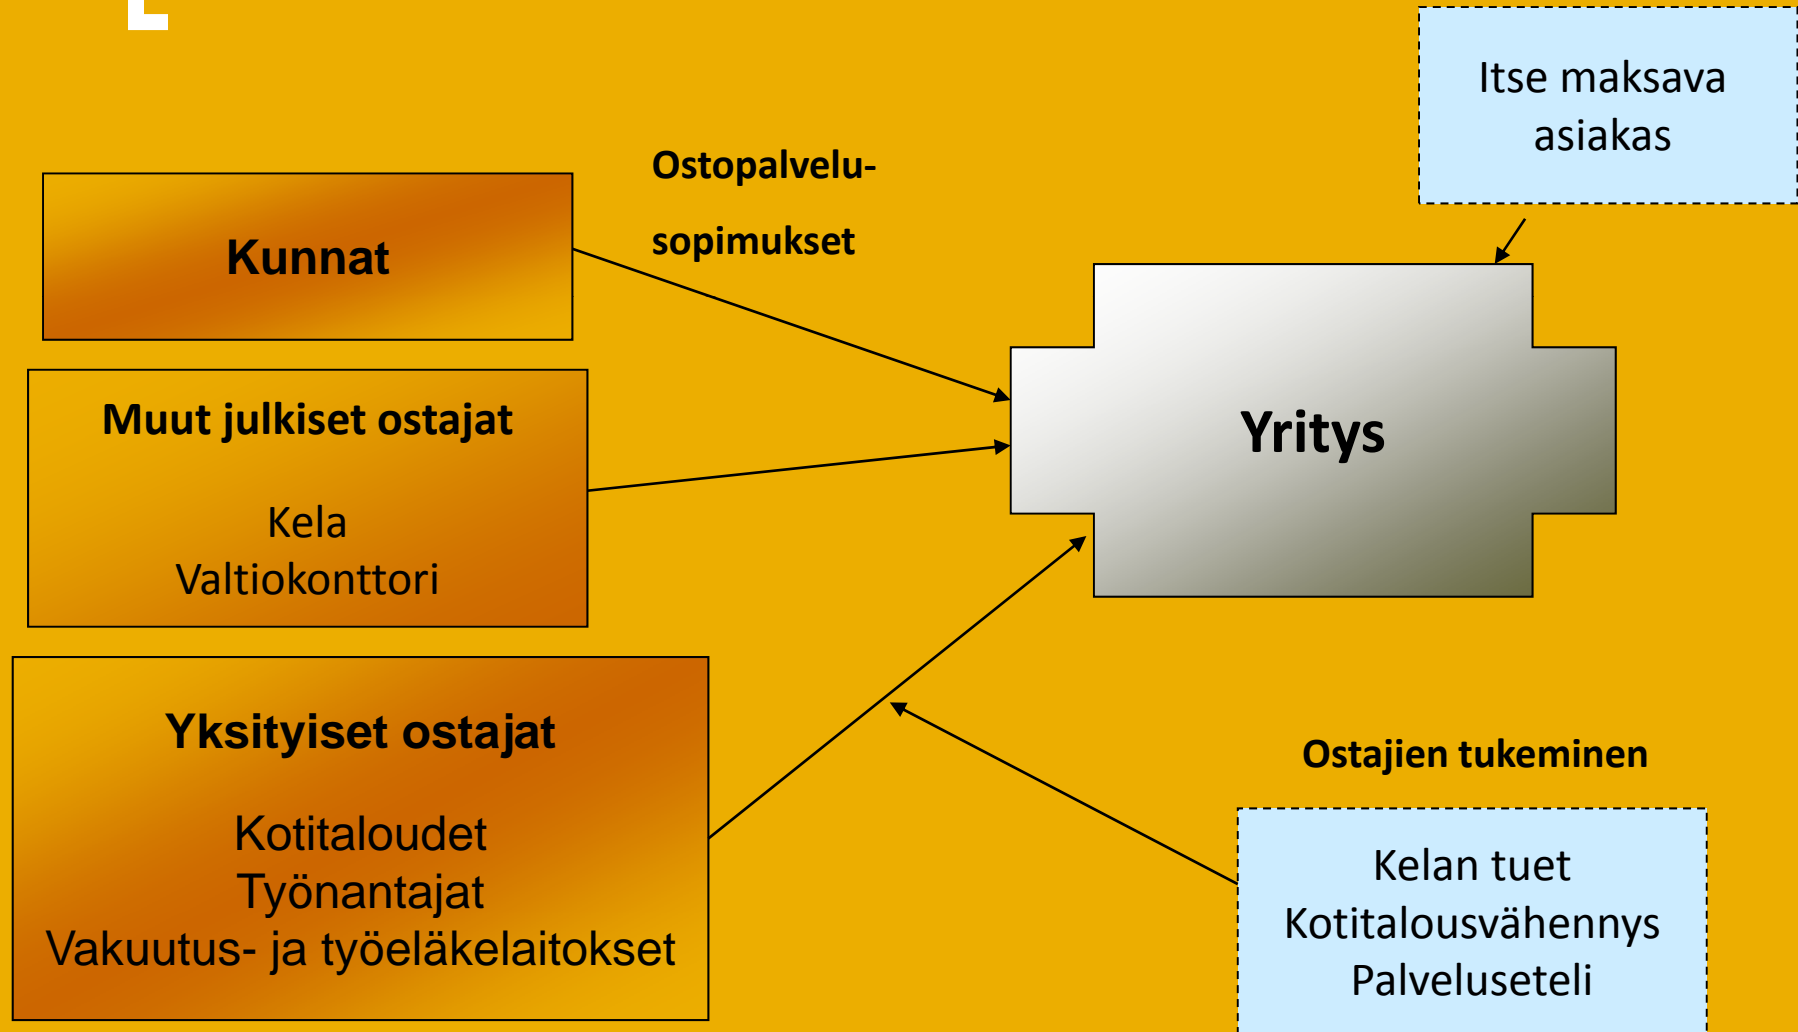 Itse maksava
asiakas
Ostopalvelu-
sopimukset
Kunnat
Muut julkiset ostajat
Kela
Valtiokonttori
Yritys
Yksityiset ostajat
Kotitaloudet
Työnantajat
Vakuutus- ja työeläkelaitokset
Ostajien tukeminen
Kelan tuet
Kotitalousvähennys
Palveluseteli